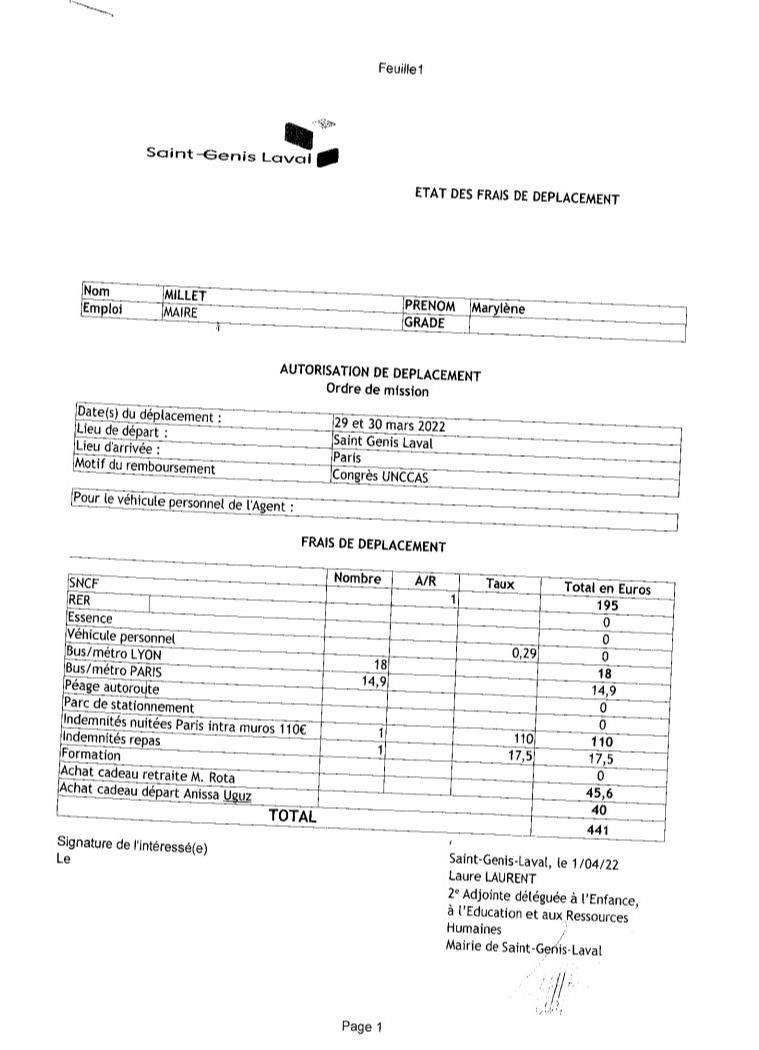 Feuille1
Saint-Genis Laval
ETAT DES FRAIS DE DEPLACEMENT
Nom MILLET PRENOM Marylène
Emploi MAIRE GRADE
AUTORISATION DE DEPLACEMENT
Ordre de mission
Date(s) du déplacement : 29 et 30 mars 2022
Lieu de départ : Saint Genis Laval
Lieu d'arrivée : Paris
Motif du remboursement Congrès UNCCAS
Pour le véhicule personnel de l'Agent :
FRAIS DE DEPLACEMENT
Nombre A/R Taux Total en Euros
SNCF 1 195
RER 0
Essence 0
Véhicule personnel 0,29 0
Bus/métro LYON 18 18
Bus/métro PARIS 14,9 14,9
Péage autoroute 0
Parc de stationnement 0
Indemnités nuitées Paris intra muros 110€ 1 110 110
Indemnités repas 1 17,5 17,5
Formation 0
Achat cadeau retraite M. Rota 45,6
Achat cadeau départ Anissa Uguz 40
TOTAL 441
Signature de l'intéressé(e)
Le
Saint-Genis-Laval, le 1/04/22
Laure LAURENT
2e Adjointe déléguée à l'Enfance,
à l'Education et aux Ressources
Humaines
Mairie de Saint-Genis-Laval
Page 1